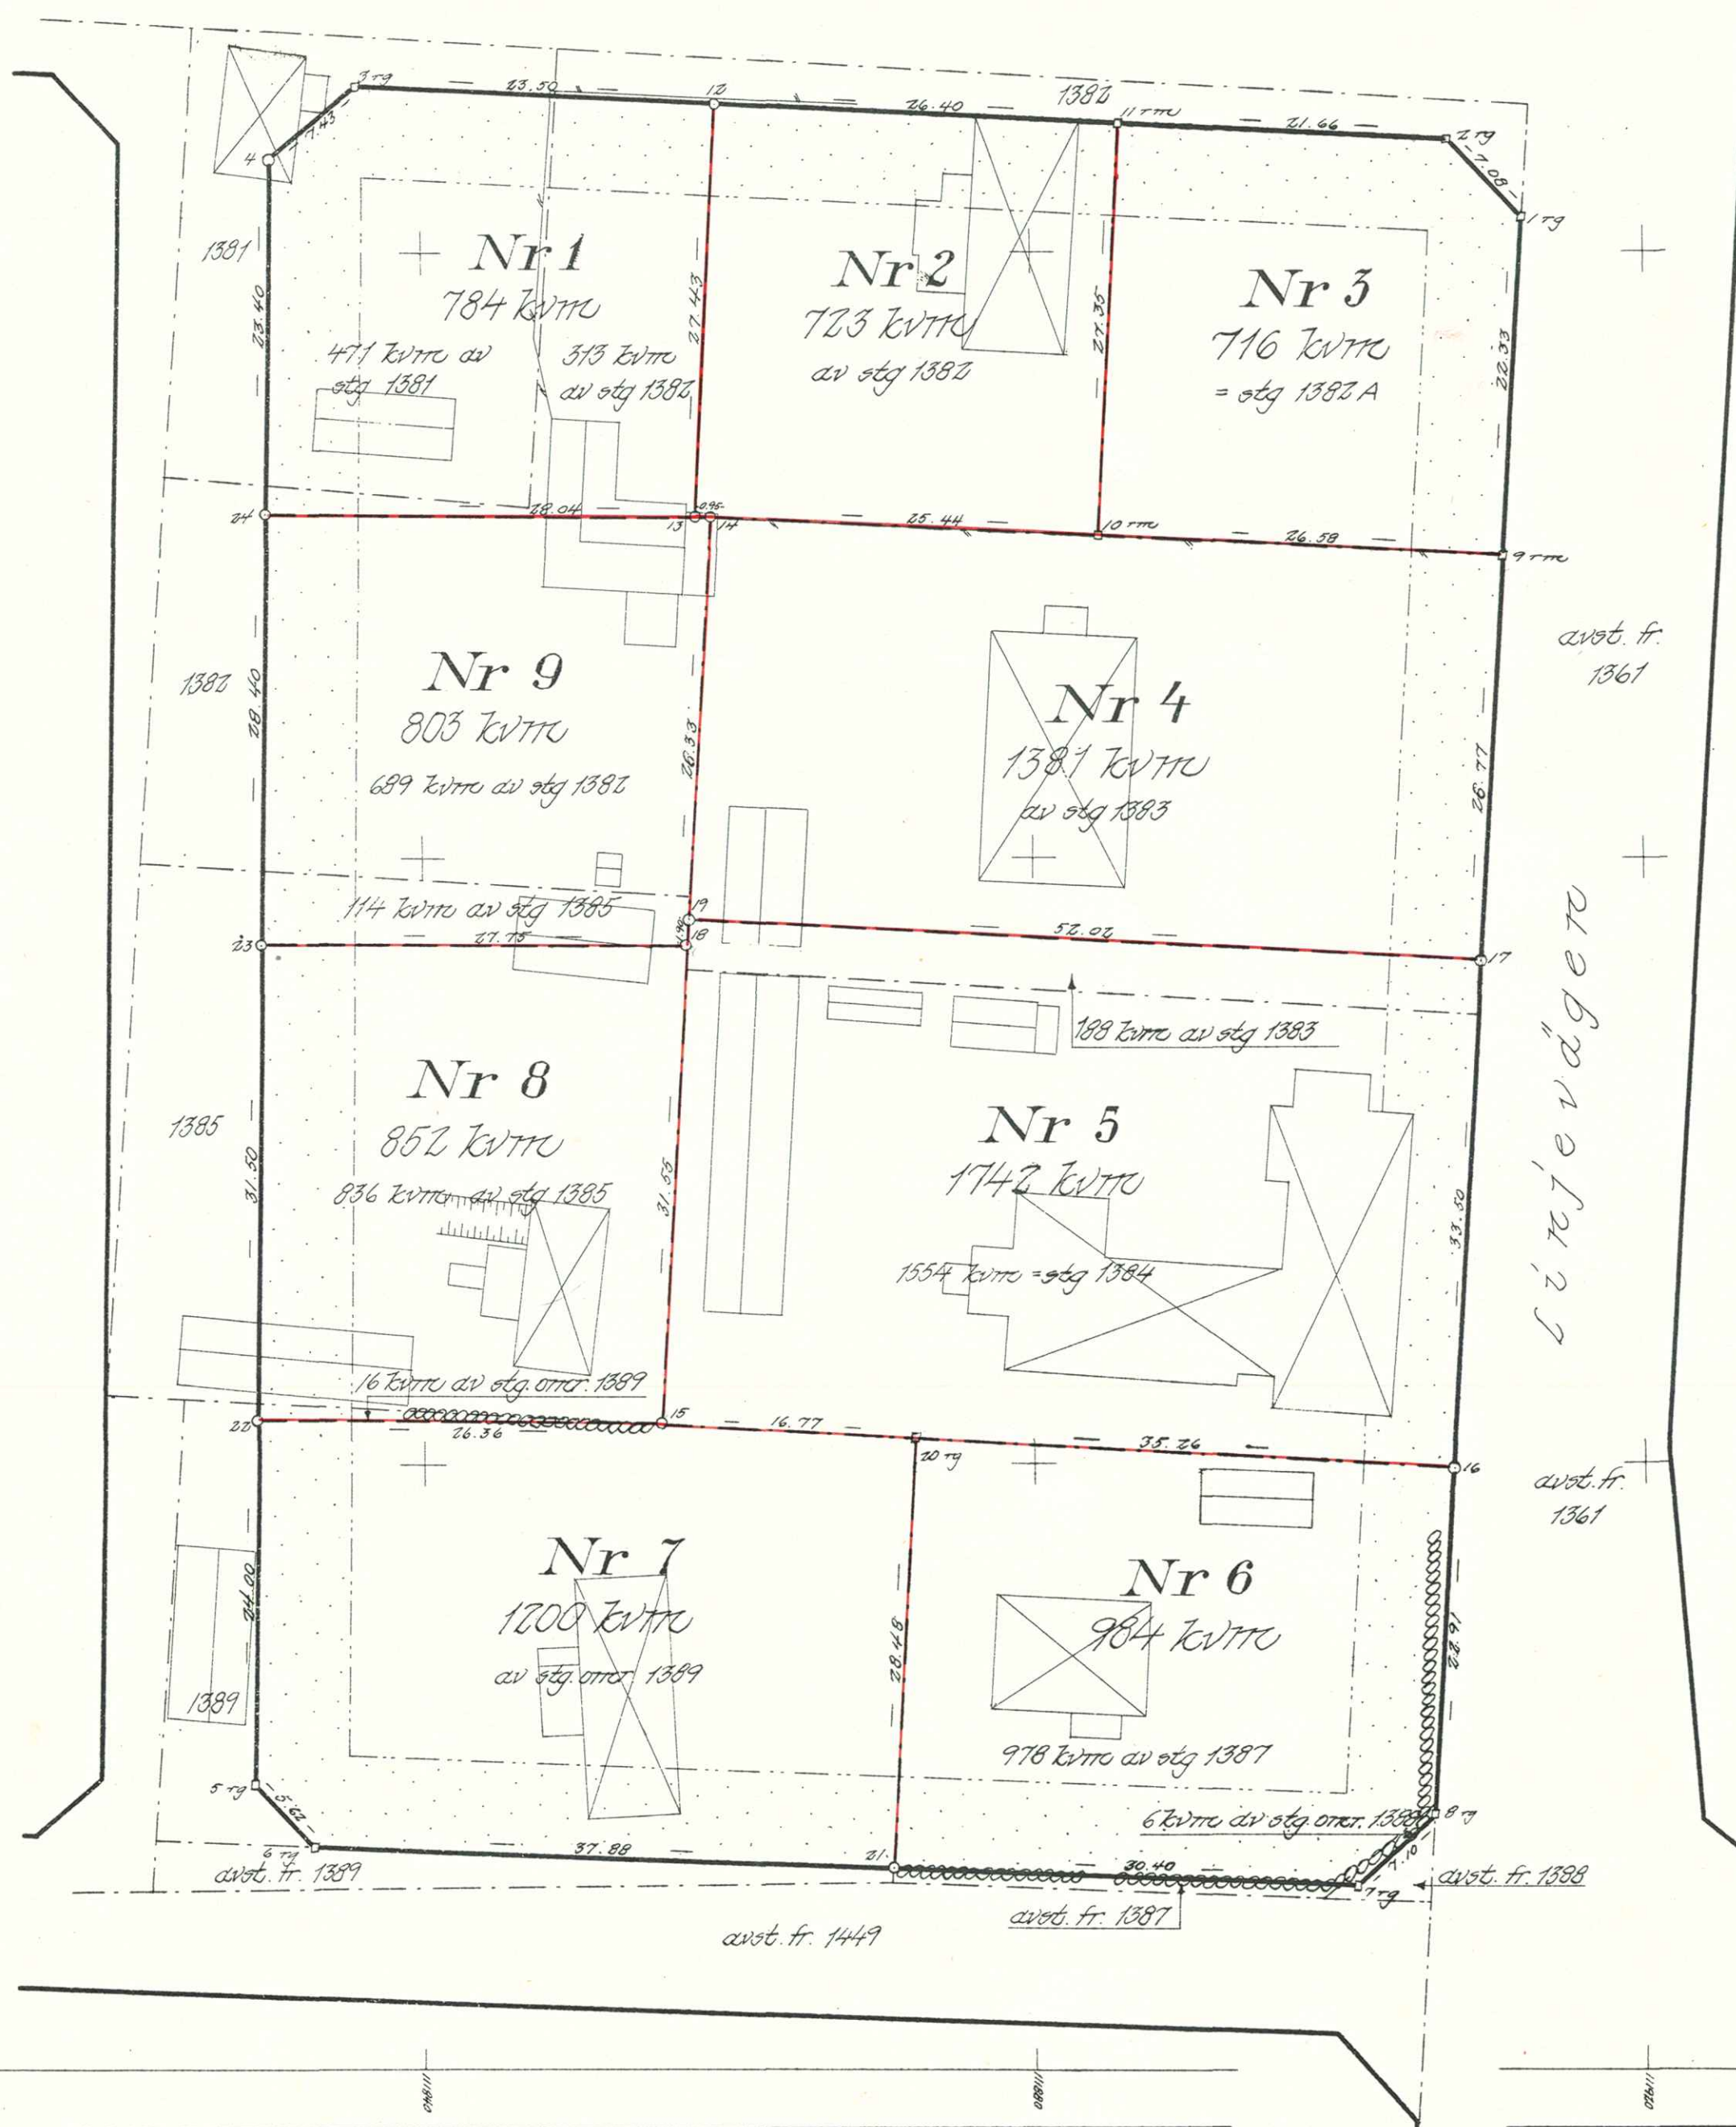 3 rg
23.50
12
26.40
1382
11 rm
21.66
2 rg
7.08
1 rg
7.43
4
1381
23.40
Nr 1
784 kvm
471 kvm av
stg 1381
313 kvm
av stg 1382
27.43
Nr 2
723 kvm
av stg 1382
27.35
Nr 3
716 kvm
= stg 1382 A
22.33
24
28.04
13
0.95
14
25.44
10 rm
26.58
9 rm
avst. fr.
1361
1382
28.40
Nr 9
803 kvm
689 kvm av stg 1382
114 kvm av stg 1385
26.33
Nr 4
1381 kvm
av stg 1383
26.77
19
18
23
27.75
52.02
17
188 kvm av stg 1383
Linjevägen
1385
31.50
Nr 8
852 kvm
836 kvm av stg 1385
16 kvm av stg. omr. 1389
31.55
Nr 5
1742 kvm
1554 kvm = stg 1384
33.50
22
26.36
15
16.77
20 rg
35.26
16
avst. fr.
1361
24.00
Nr 7
1200 kvm
av stg. omr 1389
1389
28.48
Nr 6
984 kvm
978 kvm av stg 1387
6 kvm av stg. omr. 1388
22.91
8 rg
5 rg
5.62
6 rg
37.88
21
30.40
7.10
7 rg
avst. fr. 1389
avst. fr. 1388
avst. fr. 1387
avst. fr. 1449
111840
111880
111920